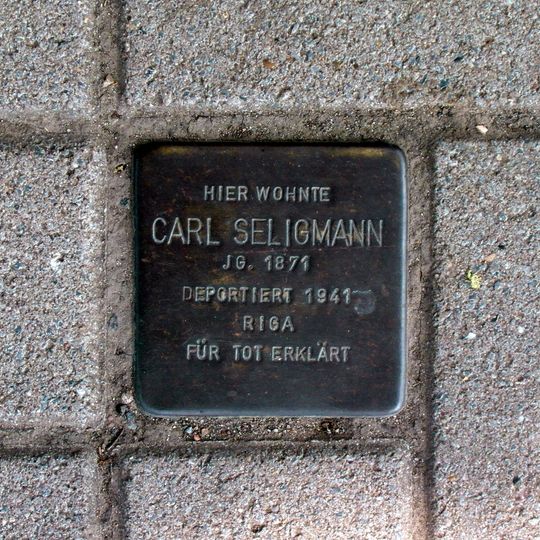 HIER WOHNTE
CARL SELIGMANN
JG. 1871
DEPORTIERT 1941
RIGA
FÜR TOT ERKLÄRT